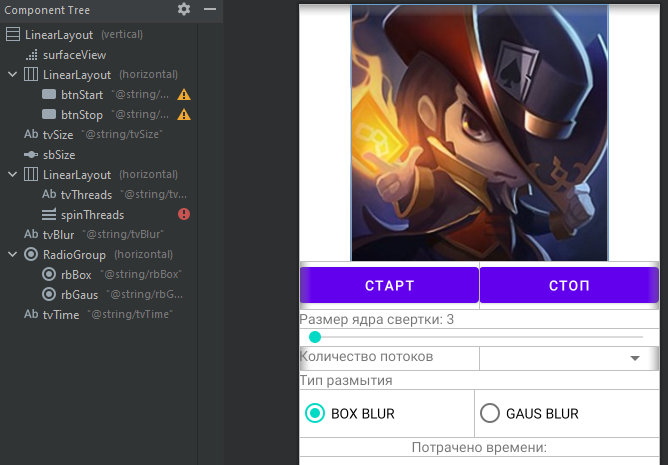 Component Tree
LinearLayout (vertical)
surfaceView
LinearLayout (horizontal)
btnStart "@string/...
btnStop "@string/...
tvSize "@string/tvSize"
sbSize
LinearLayout (horizontal)
Ab tvThreads "@string/tv...
spinThreads
Ab tvBlur "@string/tvBlur"
RadioGroup (horizontal)
rbBox "@string/rbBox"
rbGaus "@string/rbG...
Ab tvTime "@string/tvTime"
СТАРТ СТОП
Размер ядра свертки: 3
Количество потоков
Тип размытия
BOX BLUR GAUS BLUR
Потрачено времени: